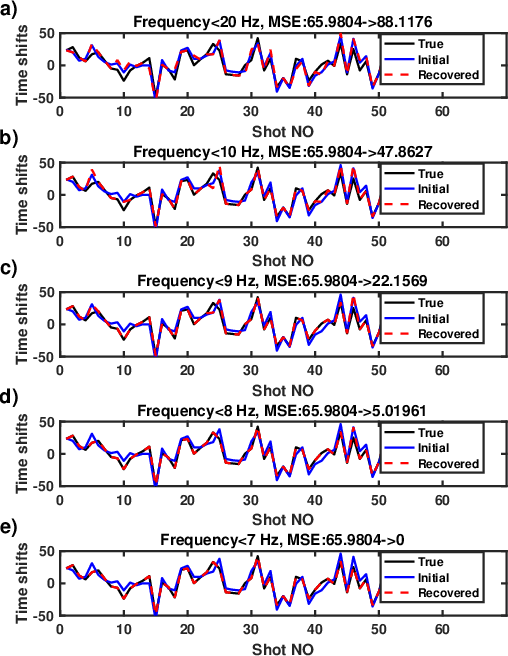 a)
Frequency<20 Hz, MSE:65.9804->88.1176
Time shifts
50
0
-50
True
Initial
Recovered
0 10 20 30 40 50 60
Shot NO
b)
Frequency<10 Hz, MSE:65.9804->47.8627
Time shifts
50
0
-50
True
Initial
Recovered
0 10 20 30 40 50 60
Shot NO
c)
Frequency<9 Hz, MSE:65.9804->22.1569
Time shifts
50
0
-50
True
Initial
Recovered
0 10 20 30 40 50 60
Shot NO
d)
Frequency<8 Hz, MSE:65.9804->5.01961
Time shifts
50
0
-50
True
Initial
Recovered
0 10 20 30 40 50 60
Shot NO
e)
Frequency<7 Hz, MSE:65.9804->0
Time shifts
50
0
-50
True
Initial
Recovered
0 10 20 30 40 50 60
Shot NO